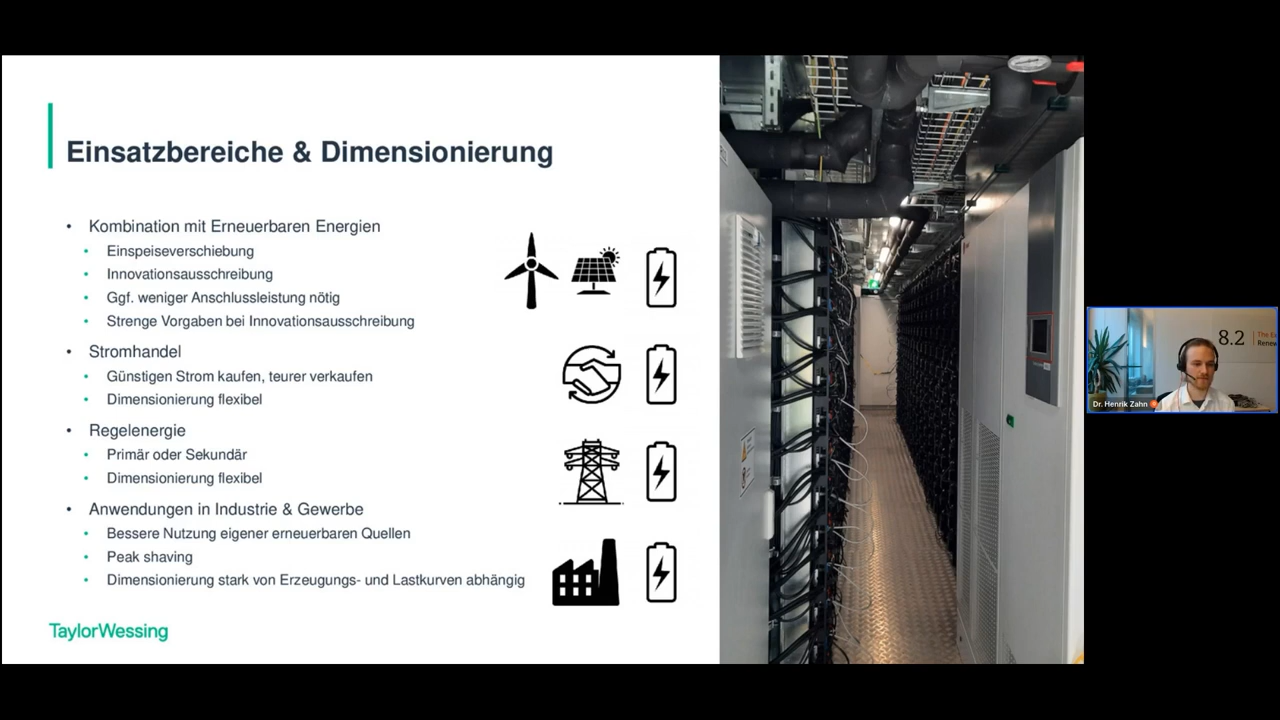 Einsatzbereiche & Dimensionierung
• Kombination mit Erneuerbaren Energien
• Einspeiseverschiebung
• Innovationsausschreibung
• Ggf. weniger Anschlussleistung nötig
• Strenge Vorgaben bei Innovationsausschreibung
• Stromhandel
• Günstigen Strom kaufen, teurer verkaufen
• Dimensionierung flexibel
• Regelenergie
• Primär oder Sekundär
• Dimensionierung flexibel
• Anwendungen in Industrie & Gewerbe
• Bessere Nutzung eigener erneuerbaren Quellen
• Peak shaving
• Dimensionierung stark von Erzeugungs- und Lastkurven abhängig
TaylorWessing
8.2
The
Renew
Dr. Henrik Zahn